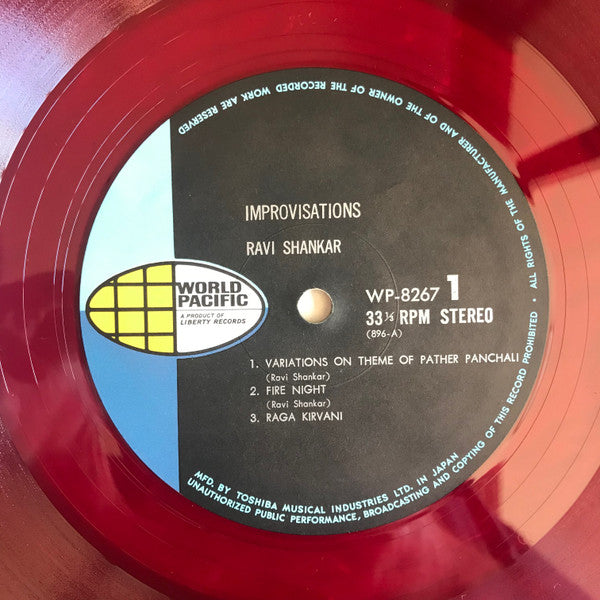 IMPROVISATIONS
RAVI SHANKAR
WORLD
PACIFIC
A PRODUCT OF
LIBERTY RECORDS
WP-8267 1
33⅓ RPM STEREO
(896-A)
1. VARIATIONS ON THEME OF PATHER PANCHALI
(Ravi Shankar)
2. FIRE NIGHT
(Ravi Shankar)
3. RAGA KIRVANI
MFD. BY TOSHIBA MUSICAL INDUSTRIES LTD. IN JAPAN
UNAUTHORIZED PUBLIC PERFORMANCE, BROADCASTING AND COPYING OF THIS RECORD PROHIBITED • ALL RIGHTS OF THE MANUFACTURER AND OF THE OWNER OF THE RECORDED WORK ARE RESERVED